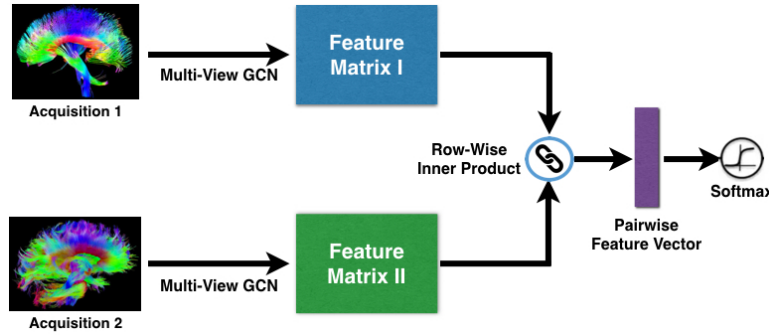 Acquisition 1
Multi-View GCN
Feature
Matrix I
Row-Wise
Inner Product
Pairwise
Feature Vector
Softmax
Acquisition 2
Multi-View GCN
Feature
Matrix II